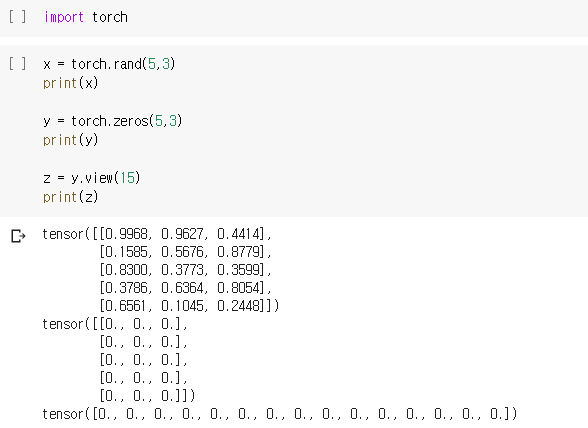 [ ] import torch
[ ] x = torch.rand(5,3)
print(x)
y = torch.zeros(5,3)
print(y)
z = y.view(15)
print(z)
tensor([[0.9968, 0.9627, 0.4414],
[0.1585, 0.5676, 0.8779],
[0.8300, 0.3773, 0.3599],
[0.3786, 0.6364, 0.8054],
[0.6561, 0.1045, 0.2448]])
tensor([[0., 0., 0.],
[0., 0., 0.],
[0., 0., 0.],
[0., 0., 0.],
[0., 0., 0.]])
tensor([0., 0., 0., 0., 0., 0., 0., 0., 0., 0., 0., 0., 0., 0., 0.])